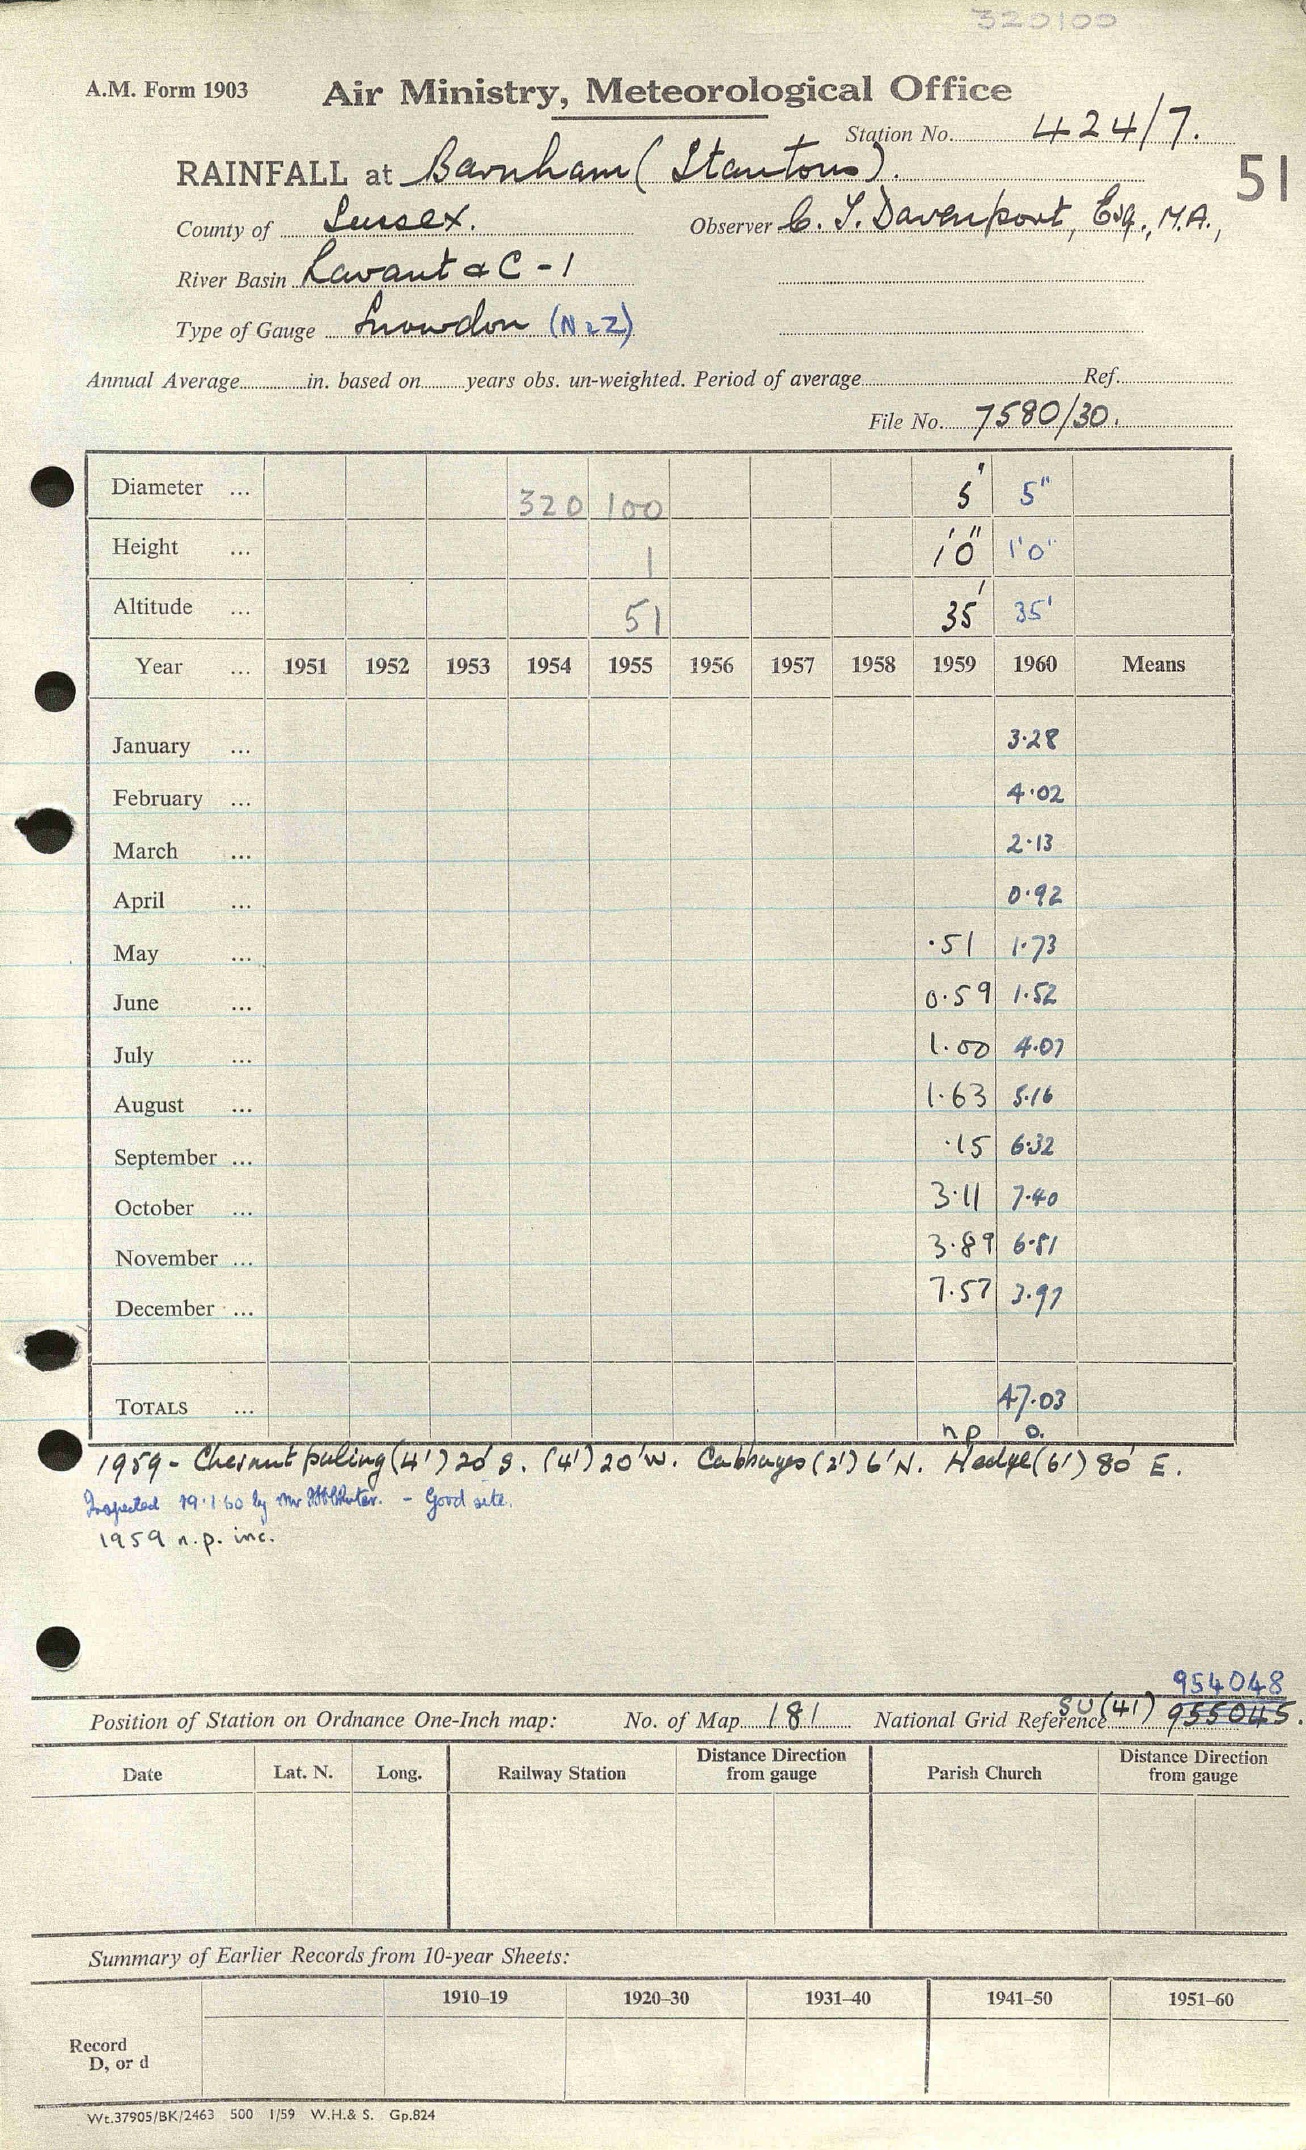 320100
A.M. Form 1903 Air Ministry, Meteorological Office
Station No. 424/7.
RAINFALL at Barnham (Stantons). 51
County of Sussex. Observer C. T. Davenport, Esq., M.A.,
River Basin Lavant & C - 1
Type of Gauge Snowdon (N 2 Z)
Annual Average in. based on years obs. un-weighted. Period of average Ref.
File No. 7580/30.
Diameter ... 320 100 5" 5"
Height ... 1 1'0" 1'0"
Altitude ... 51 35' 35'
Year ... 1951 1952 1953 1954 1955 1956 1957 1958 1959 1960 Means
January ... 3·28
February ... 4·02
March ... 2·13
April ... 0·92
May ... ·51 1·73
June ... 0·59 1·52
July ... 1·00 4·07
August ... 1·63 5·16
September ... ·15 6·32
October ... 3·11 7·40
November ... 3·89 6·81
December ... 7·57 3·97
TOTALS ... 47·03
n p o.
1959 - Chesnut paling (4') 20' S. (4') 20' W. Cabbages (2') 6' N. Hedge (6') 80' E.
Inspected 19·1·60 by Mr - Good site.
1959 n.p. inc.
954048
Position of Station on Ordnance One-Inch map: No. of Map 181 National Grid Reference SU (41) 955045.
Date Lat. N. Long. Railway Station Distance Direction from gauge Parish Church Distance Direction from gauge
Summary of Earlier Records from 10-year Sheets:
1910–19 1920–30 1931–40 1941–50 1951–60
Record
D, or d
Wt.37905/BK/2463 500 1/59 W.H.& S. Gp.824